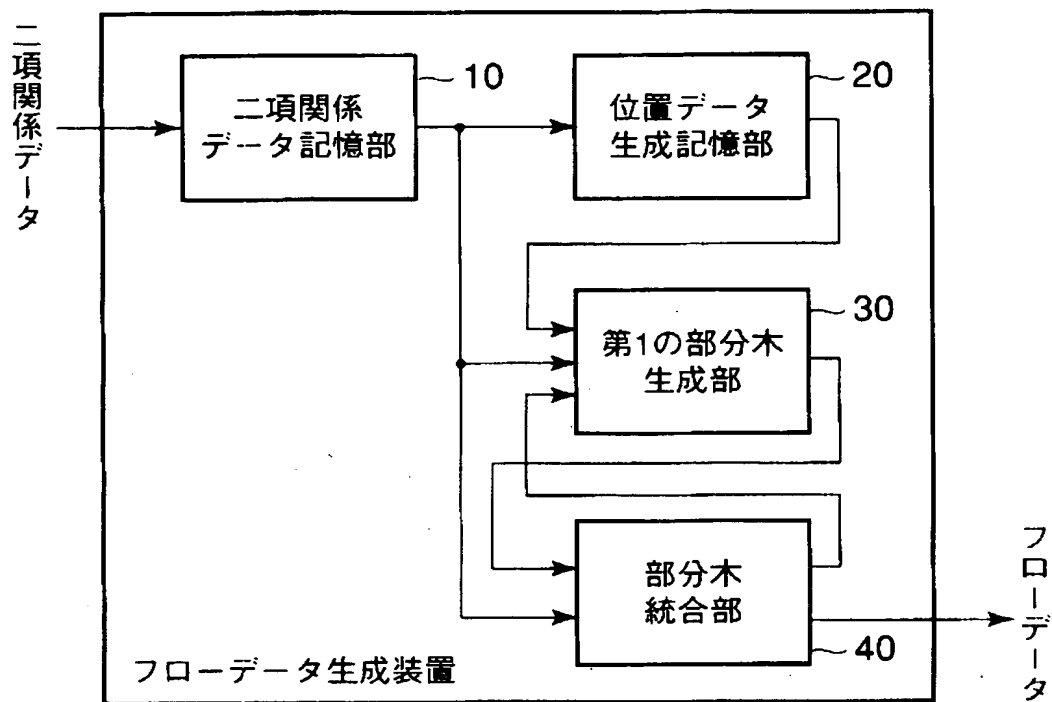 二項関係データ
二項関係
データ記憶部
10
位置データ
生成記憶部
20
第1の部分木
生成部
30
部分木
統合部
40
フローデータ
フローデータ生成装置